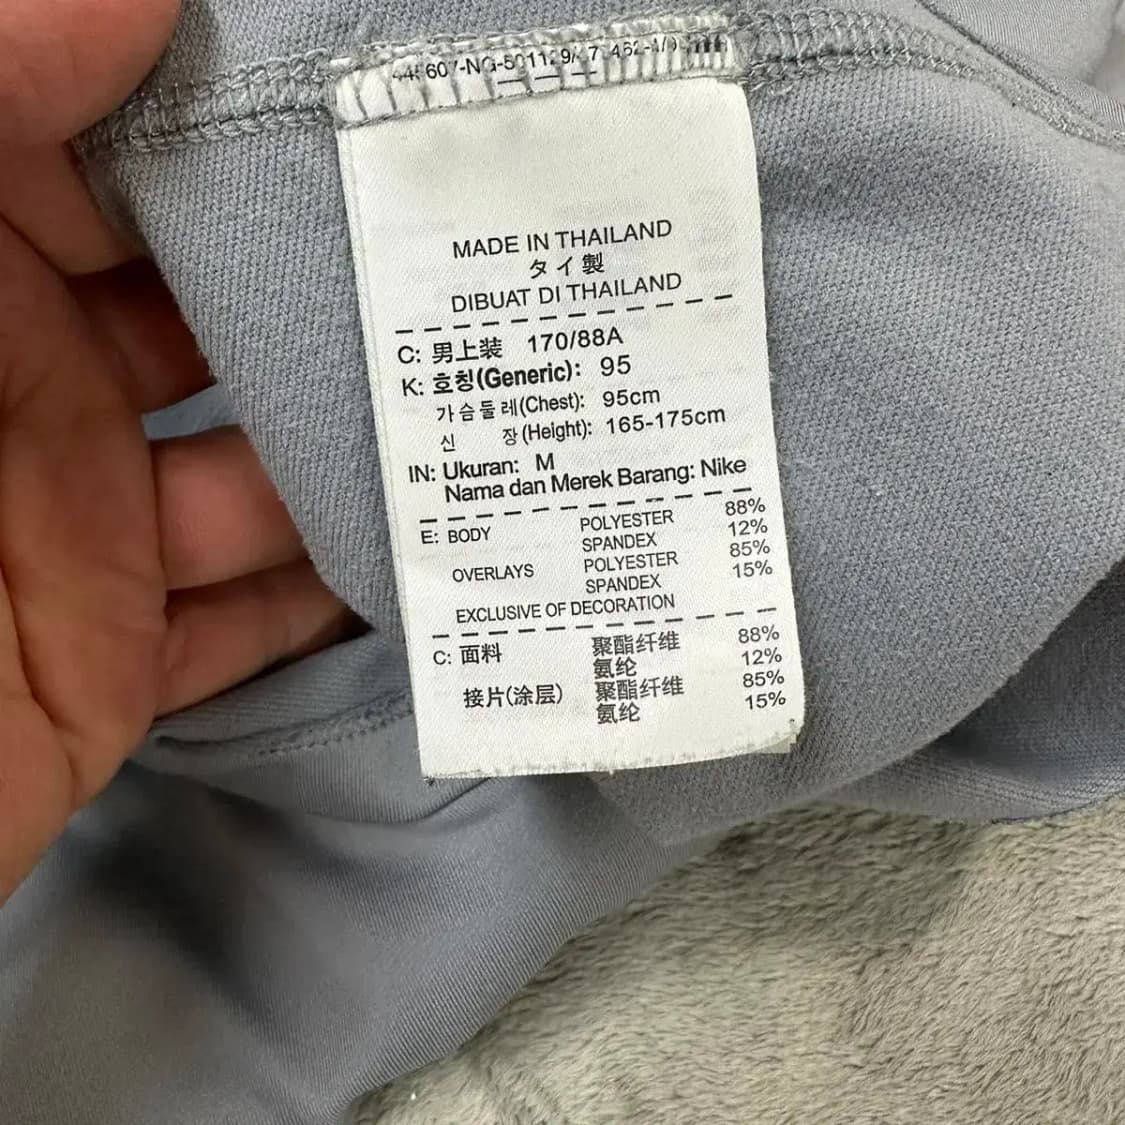 MADE IN THAILAND
タイ製
DIBUAT DI THAILAND
C: 男上装 170/88A
K: 호칭(Generic): 95
가슴둘레(Chest): 95cm
신 장(Height): 165-175cm
IN: Ukuran: M
Nama dan Merek Barang: Nike
E: BODY POLYESTER 88%
SPANDEX 12%
OVERLAYS POLYESTER 85%
SPANDEX 15%
EXCLUSIVE OF DECORATION
C: 面料 聚酯纤维 88%
氨纶 12%
接片(涂层) 聚酯纤维 85%
氨纶 15%